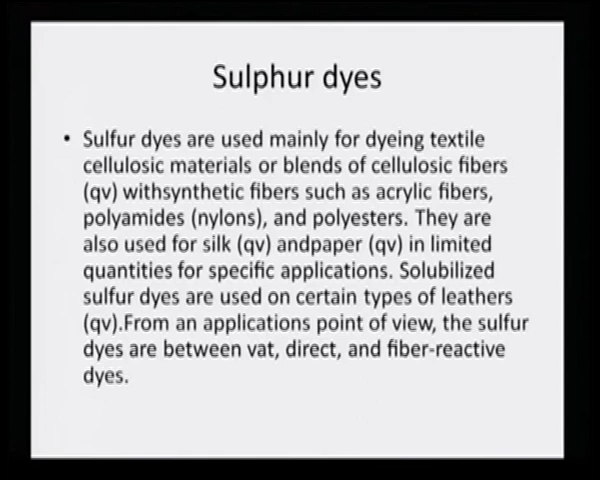 Sulphur dyes
• Sulfur dyes are used mainly for dyeing textile
cellulosic materials or blends of cellulosic fibers
(qv) withsynthetic fibers such as acrylic fibers,
polyamides (nylons), and polyesters. They are
also used for silk (qv) andpaper (qv) in limited
quantities for specific applications. Solubilized
sulfur dyes are used on certain types of leathers
(qv).From an applications point of view, the sulfur
dyes are between vat, direct, and fiber-reactive
dyes.